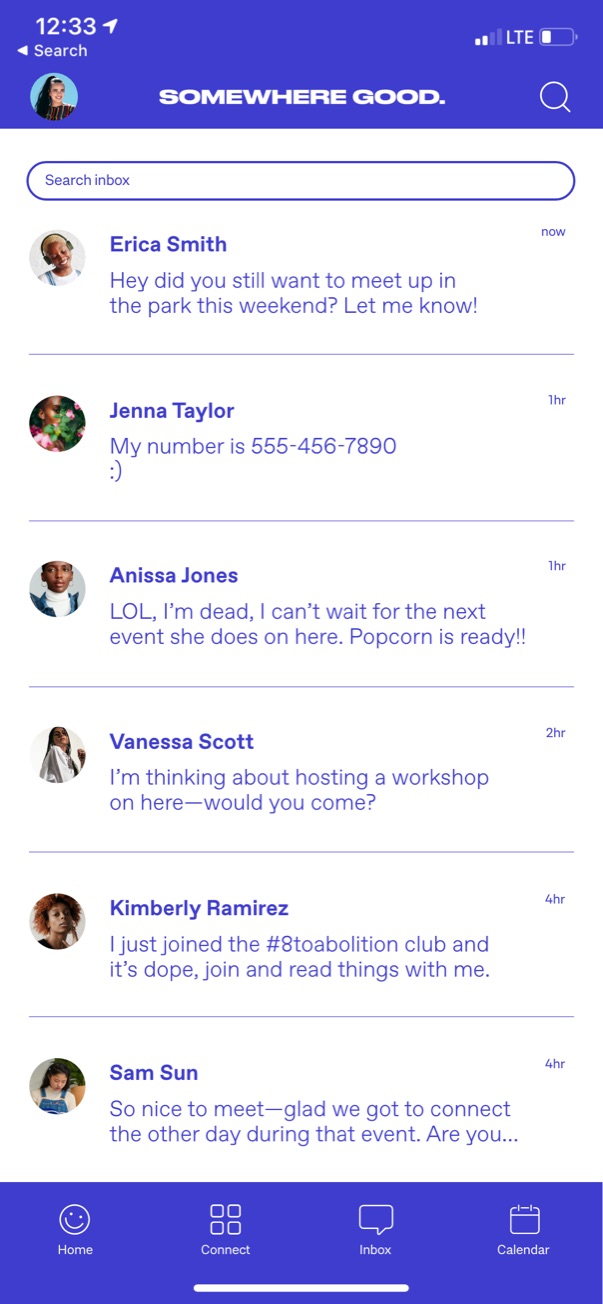 12:33
LTE
◀ Search
SOMEWHERE GOOD.
Search inbox
Erica Smith
now
Hey did you still want to meet up in
the park this weekend? Let me know!
Jenna Taylor
1hr
My number is 555-456-7890
:)
Anissa Jones
1hr
LOL, I’m dead, I can’t wait for the next
event she does on here. Popcorn is ready!!
Vanessa Scott
2hr
I’m thinking about hosting a workshop
on here—would you come?
Kimberly Ramirez
4hr
I just joined the #8toabolition club and
it’s dope, join and read things with me.
Sam Sun
4hr
So nice to meet—glad we got to connect
the other day during that event. Are you...
Home
Connect
Inbox
Calendar